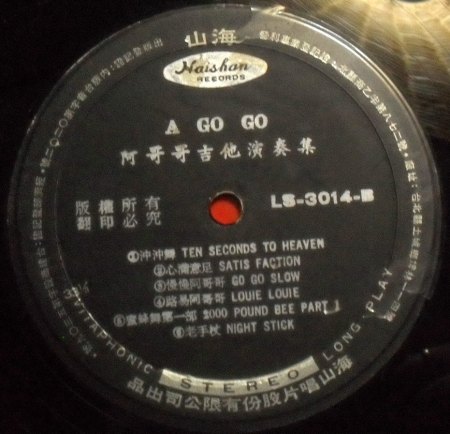 山海
Haishan
RECORDS
A GO GO
阿哥哥吉他演奏集
版權所有
翻印必究
LS-3014-B
①沖沖舞 TEN SECONDS TO HEAVEN
②心滿意足 SATIS FACTION
③慢慢阿哥哥 GO GO SLOW
④路易阿哥哥 LOUIE LOUIE
⑤蜜蜂舞第一部 2000 POUND BEE PART 1
⑥老手杖 NIGHT STICK
VITAPHONIC STEREO LONG PLAY
品出司公限有份股片唱山海